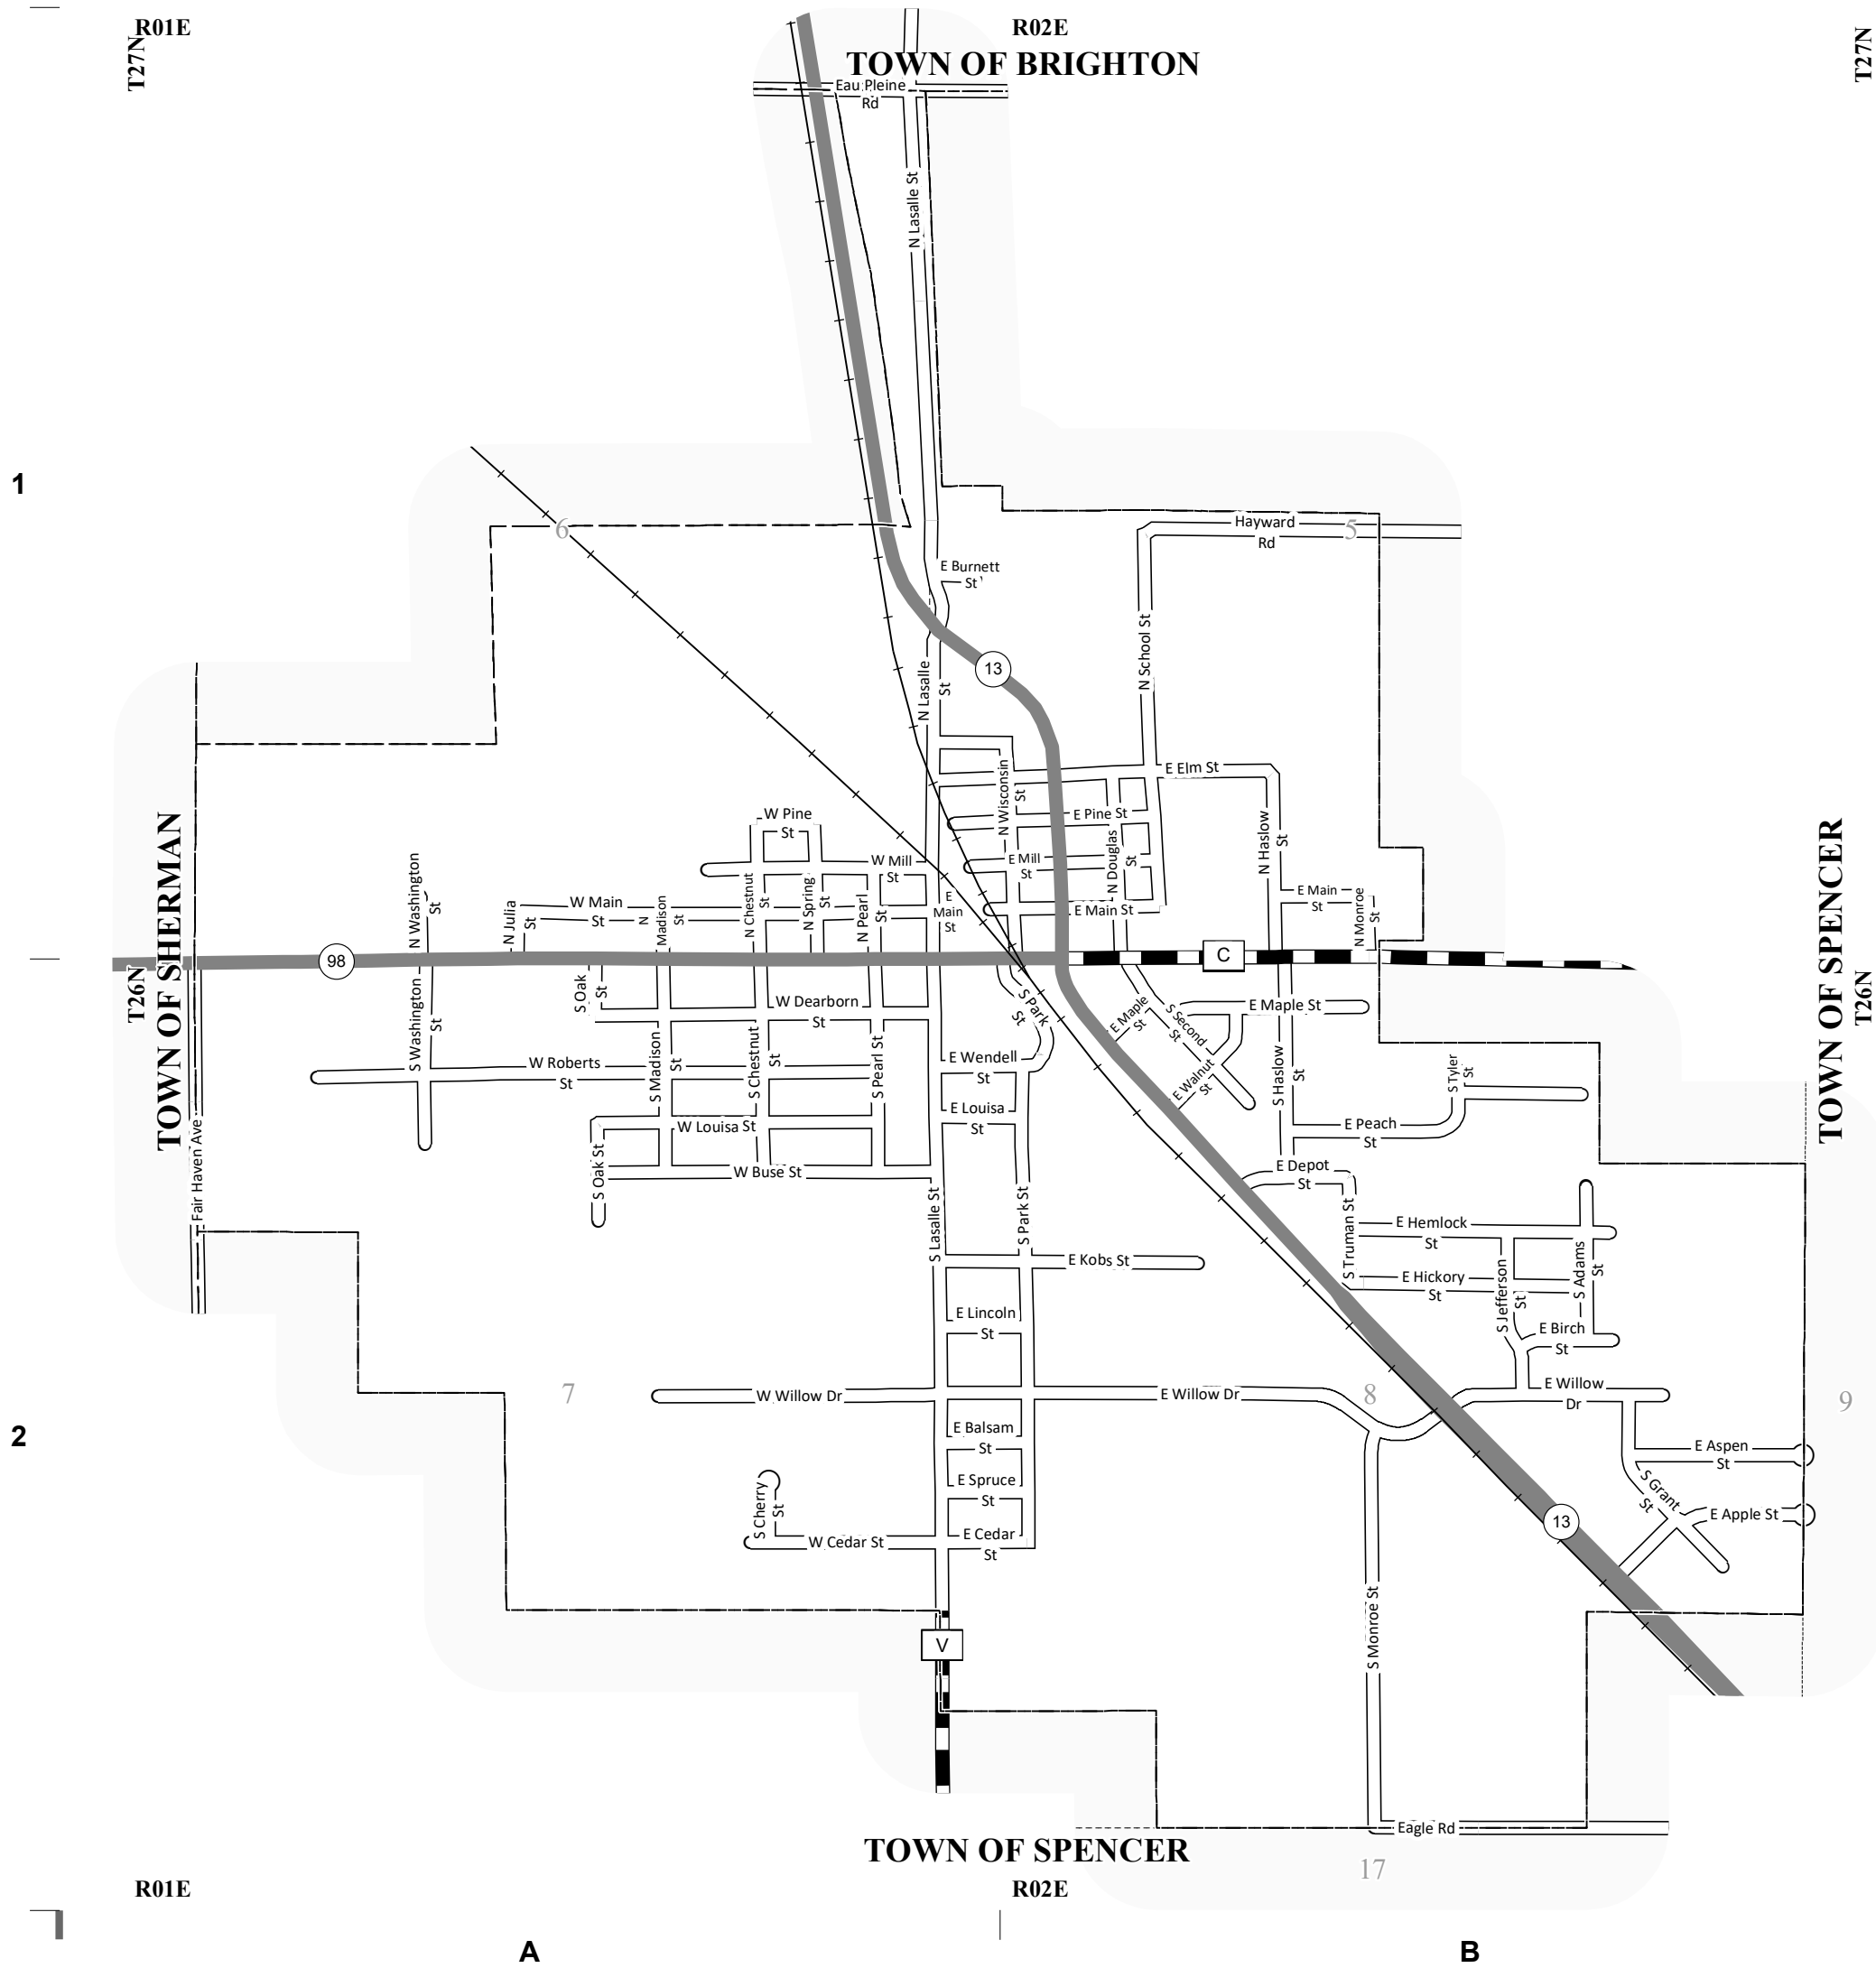 R01E
R02E
T27N
T27N
TOWN OF BRIGHTON
Eau Pleine
Rd
N Lasalle St
1
6
Hayward
Rd
5
E Burnett
St
N School St
13
N Lasalle
St
E Elm St
N Wisconsin
St
W Pine
St
E Pine St
N Douglas
St
N Haslow
St
W Mill
St
E Mill
St
TOWN OF SHERMAN
TOWN OF SPENCER
N Washington
St
N Julia
St
W Main
St
N
Madison
St
N Chestnut
St
N Spring
St
N Pearl
St
E
Main
St
E Main St
E Main
St
N Monroe
St
98
C
T26N
T26N
S Oak
St
W Dearborn
St
S Park
St
E Maple
St
S Second
St
E Maple St
S Washington
St
W Roberts
St
S Madison
St
S Chestnut
St
S Pearl St
E Wendell
St
E Walnut
St
S Haslow
St
S Tyler
St
Fair Haven Ave
W Louisa St
E Louisa
St
E Peach
St
S Oak St
W Buse St
E Depot
St
S Lasalle St
S Park St
S Truman St
E Hemlock
St
E Kobs St
E Hickory
St
S Jefferson
St
S Adams
St
E Lincoln
St
E Birch
St
7
W Willow Dr
E Willow Dr
8
E Willow
Dr
9
2
E Balsam
St
E Aspen
St
S Cherry
St
E Spruce
St
S Grant
St
E Apple St
13
W Cedar St
E Cedar
St
V
S Monroe St
Eagle Rd
TOWN OF SPENCER
17
R01E
R02E
A
B